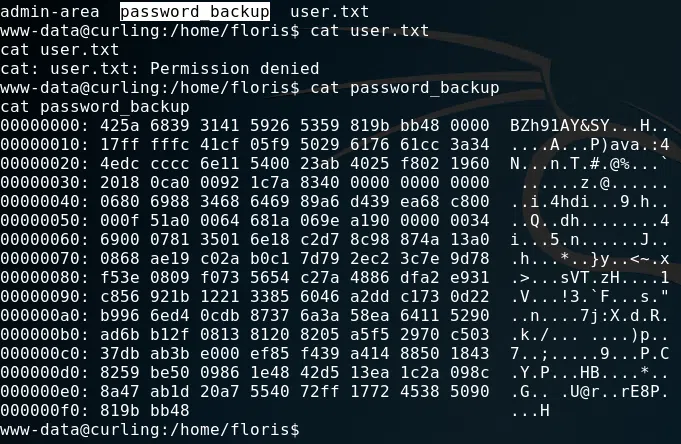 admin-area  password_backup  user.txt
www-data@curling:/home/floris$ cat user.txt
cat user.txt
cat: user.txt: Permission denied
www-data@curling:/home/floris$ cat password_backup
cat password_backup
00000000: 425a 6839 3141 5926 5359 819b bb48 0000  BZh91AY&SY...H..
00000010: 17ff fffc 41cf 05f9 5029 6176 61cc 3a34  ....A...P)ava.:4
00000020: 4edc cccc 6e11 5400 23ab 4025 f802 1960  N...n.T.#.@%...`
00000030: 2018 0ca0 0092 1c7a 8340 0000 0000 0000   ......z.@......
00000040: 0680 6988 3468 6469 89a6 d439 ea68 c800  ..i.4hdi...9.h..
00000050: 000f 51a0 0064 681a 069e a190 0000 0034  ..Q..dh........4
00000060: 6900 0781 3501 6e18 c2d7 8c98 874a 13a0  i...5.n......J..
00000070: 0868 ae19 c02a b0c1 7d79 2ec2 3c7e 9d78  .h...*..}y..<~.x
00000080: f53e 0809 f073 5654 c27a 4886 dfa2 e931  .>...sVT.zH....1
00000090: c856 921b 1221 3385 6046 a2dd c173 0d22  .V...!3.`F...s."
000000a0: b996 6ed4 0cdb 8737 6a3a 58ea 6411 5290  ..n....7j:X.d.R.
000000b0: ad6b b12f 0813 8120 8205 a5f5 2970 c503  .k./... ....)p..
000000c0: 37db ab3b e000 ef85 f439 a414 8850 1843  7..;.....9...P.C
000000d0: 8259 be50 0986 1e48 42d5 13ea 1c2a 098c  .Y.P...HB....*..
000000e0: 8a47 ab1d 20a7 5540 72ff 1772 4538 5090  .G.. .U@r..rE8P.
000000f0: 819b bb48                                ...H
www-data@curling:/home/floris$